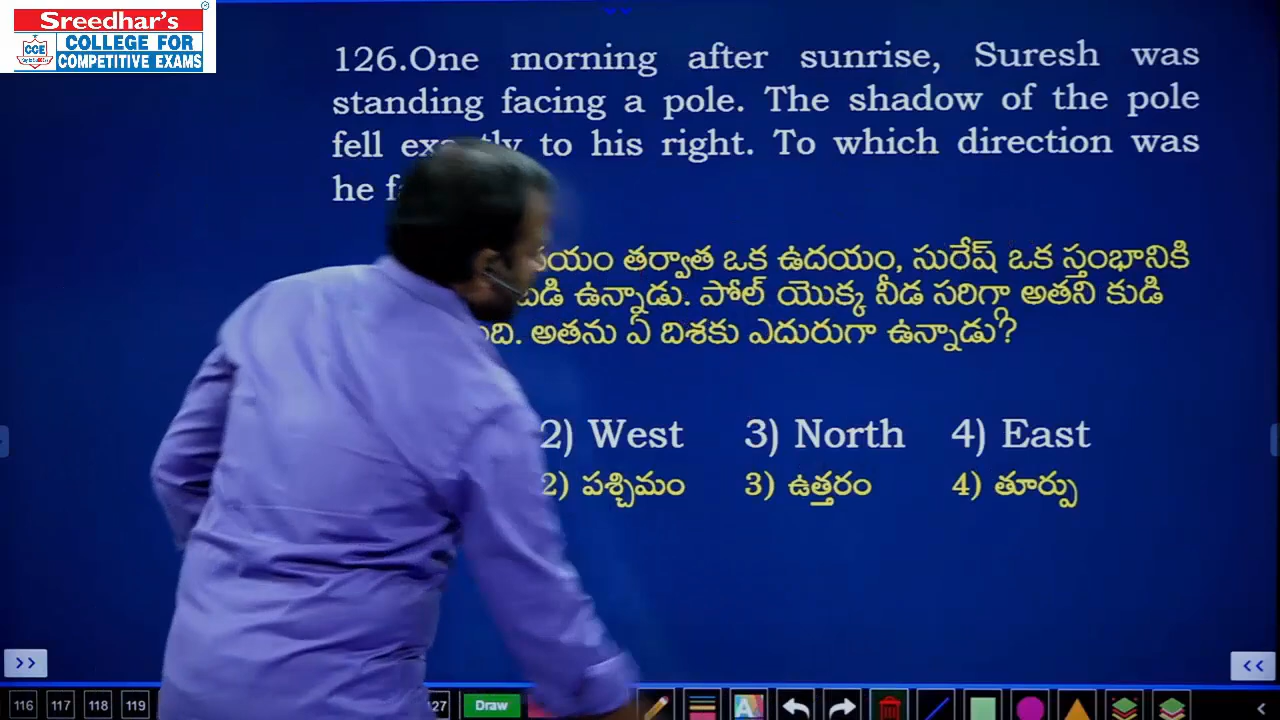 Sreedhar's
CCE
COLLEGE FOR
COMPETITIVE EXAMS
126.One morning after sunrise, Suresh was
standing facing a pole. The shadow of the pole
fell exactly to his right. To which direction was
he
తర్వాత ఒక ఉదయం, సురేష్ ఒక స్తంభానికి
ఉన్నాడు. పోల్ యొక్క నీడ సరిగ్గా అతని కుడి
అతను ఏ దిశకు ఎదురుగా ఉన్నాడు?
2) West 3) North 4) East
2) పశ్చిమం 3) ఉత్తరం 4) తూర్పు
>> <<
116 117 118 119 Draw